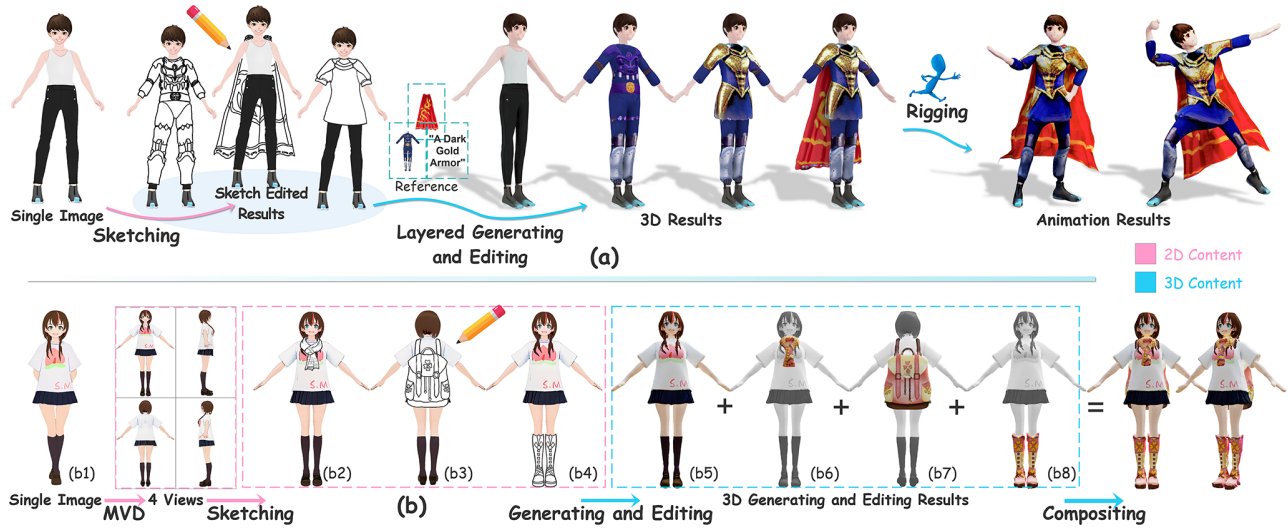 "A Dark
Gold
Armor"
Reference
Rigging
Single Image
Sketching
Sketch Edited
Results
Layered Generating
and Editing
3D Results
Animation Results
(a)
2D Content
3D Content
S.M
S.M
S.M
S.M
S.M
S.M
S.M
S.M
(b1)
(b2)
(b3)
(b4)
(b5)
(b6)
(b7)
(b8)
+
+
+
=
Single Image
MVD
4 Views
Sketching
(b)
Generating and Editing
3D Generating and Editing Results
Compositing